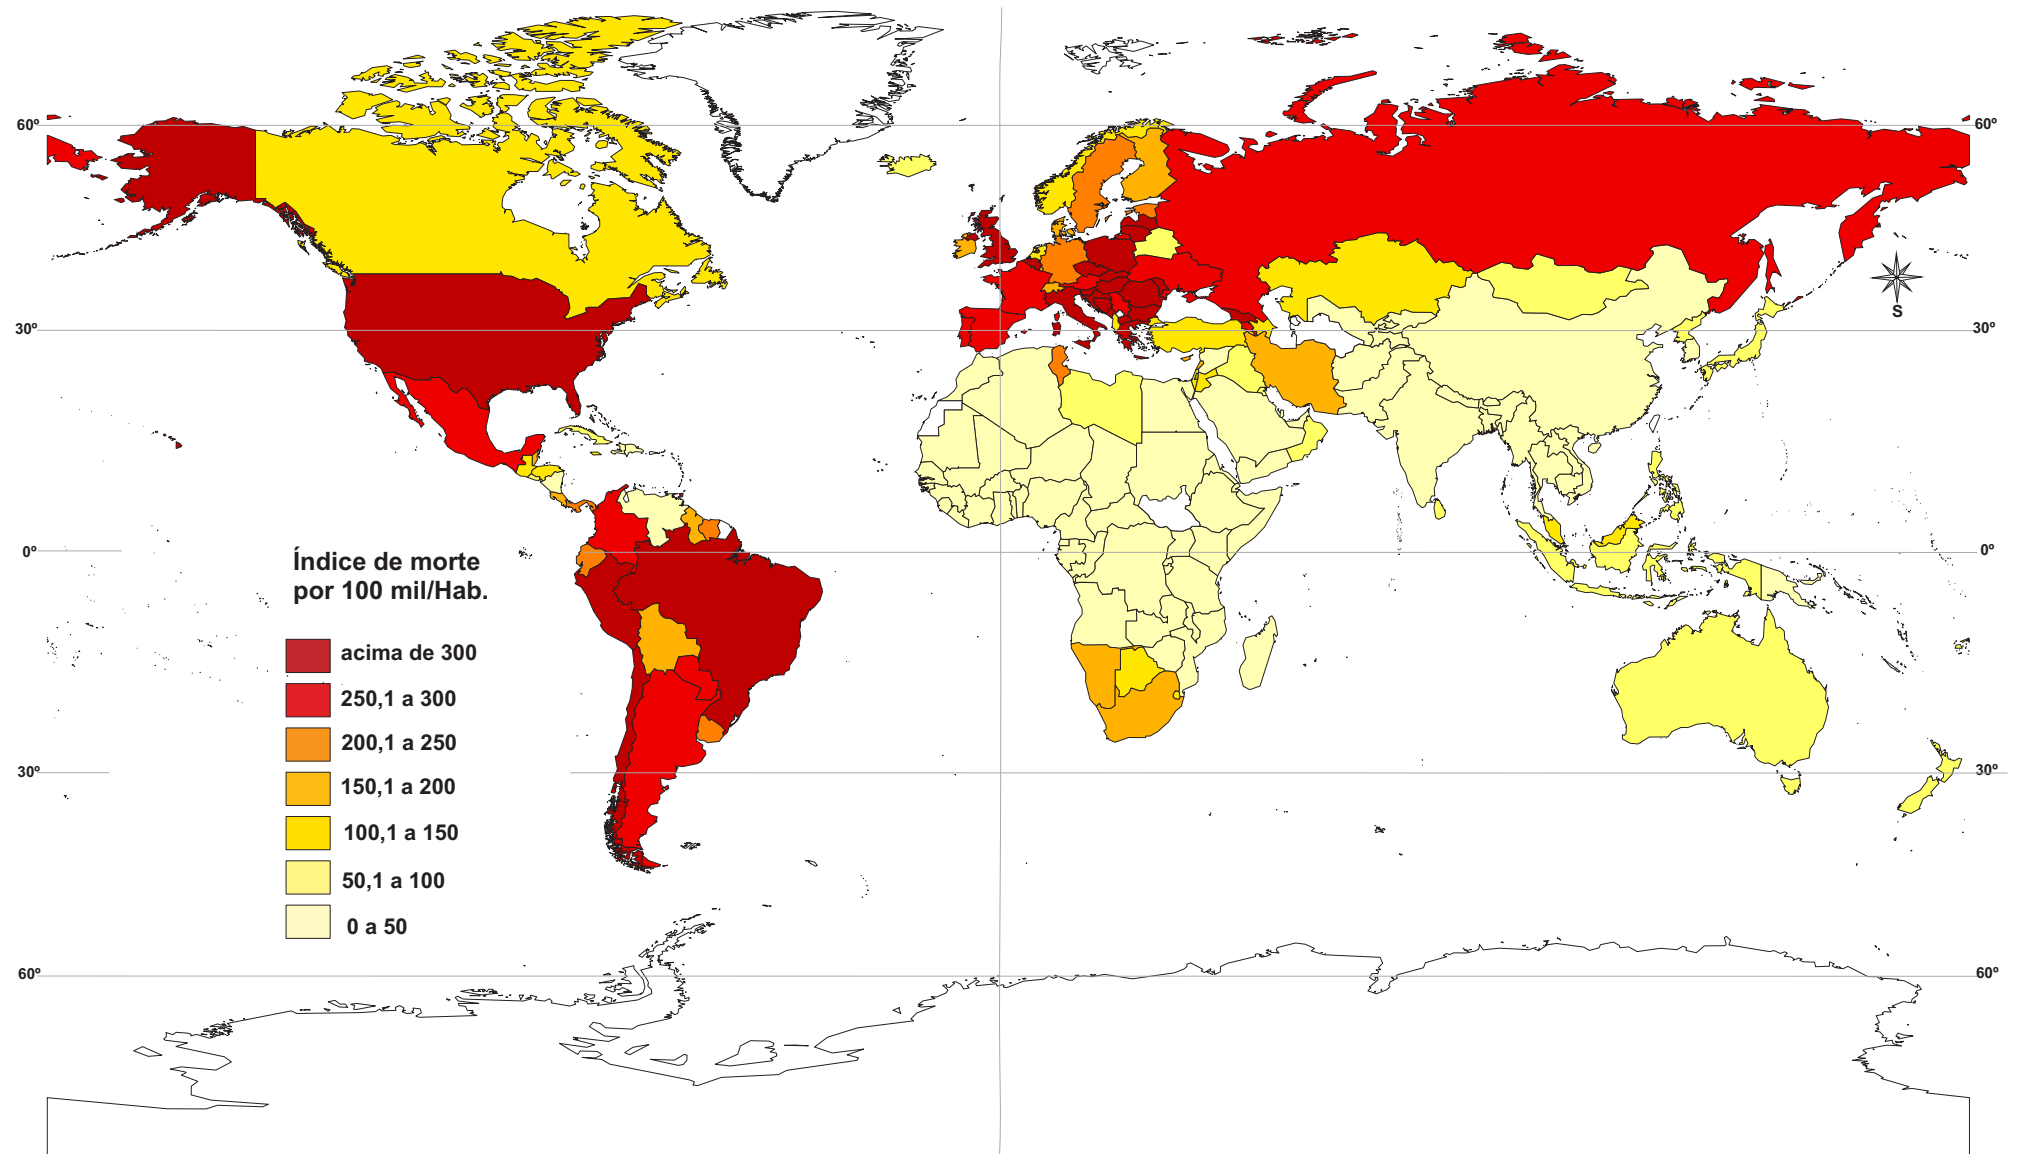 60º
60º
30º
30º
S
0º
0º
Índice de morte
por 100 mil/Hab.
acima de 300
250,1 a 300
200,1 a 250
150,1 a 200
100,1 a 150
50,1 a 100
0 a 50
30º
30º
60º
60º